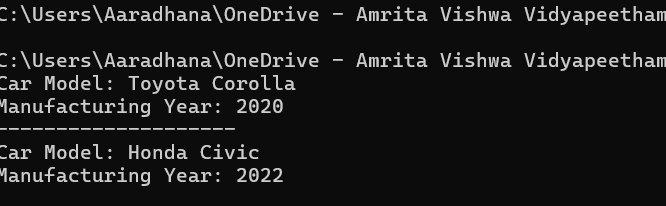 C:\Users\Aaradhana\OneDrive - Amrita Vishwa Vidyapeetham
C:\Users\Aaradhana\OneDrive - Amrita Vishwa Vidyapeetham
Car Model: Toyota Corolla
Manufacturing Year: 2020
--------------------
Car Model: Honda Civic
Manufacturing Year: 2022